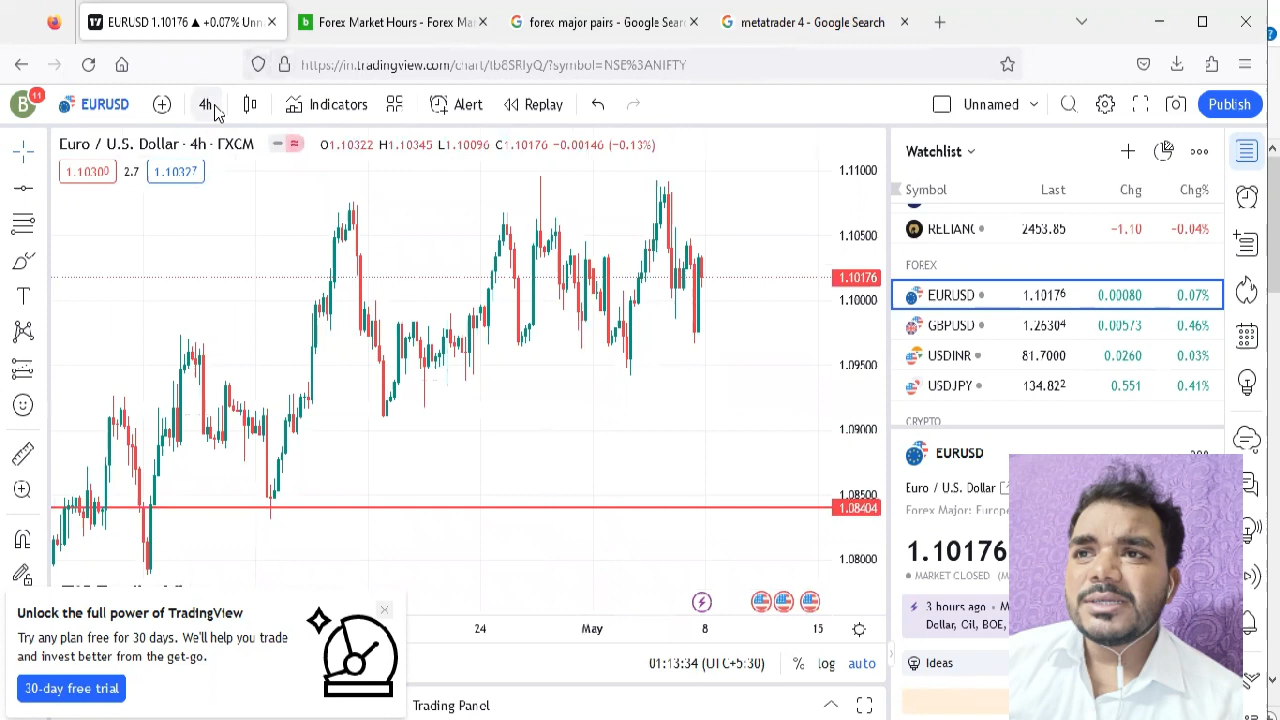 EURUSD 1.10176 ▲ +0.07% Unn
Forex Market Hours - Forex Ma
forex major pairs - Google Searc
metatrader 4 - Google Search
https://in.tradingview.com/chart/tb8SRIyQ/?symbol=NSE%3ANIFTY
B 11 EURUSD 4h Indicators Alert Replay Unnamed Publish
Euro / U.S. Dollar · 4h · FXCM O1.10322 H1.10345 L1.10096 C1.10176 −0.00146 (−0.13%)
1.10300 2.7 1.10327
1.11000
1.10500
1.10176
1.10000
1.09500
1.09000
1.08500
1.08404
1.08000
24 May 8 15
01:13:34 (UTC+5:30) % log auto
Trading Panel
Unlock the full power of TradingView
Try any plan free for 30 days. We'll help you trade
and invest better from the get-go.
30-day free trial
Watchlist
Symbol Last Chg Chg%
RELIANC 2453.85 −1.10 −0.04%
FOREX
EURUSD 1.10176 0.00080 0.07%
GBPUSD 1.26304 0.00573 0.46%
USDINR 81.7000 0.0260 0.03%
USDJPY 134.822 0.551 0.41%
CRYPTO
EURUSD
Euro / U.S. Dollar
Forex Major: Europe
1.10176
MARKET CLOSED
3 hours ago
Dollar, Oil, BOE,
Ideas